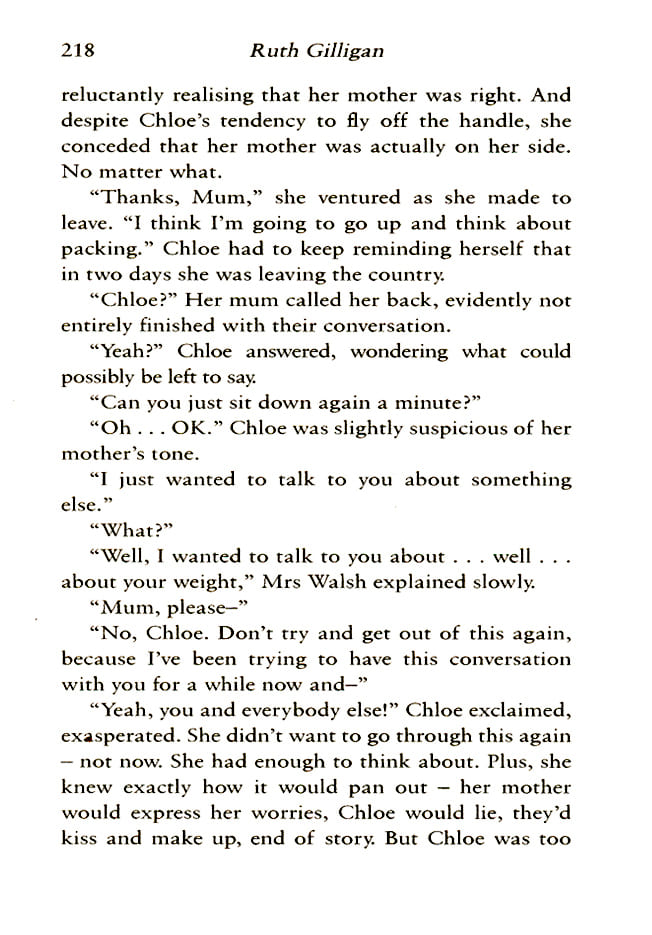 218 Ruth Gilligan
reluctantly realising that her mother was right. And
despite Chloe’s tendency to fly off the handle, she
conceded that her mother was actually on her side.
No matter what.
“Thanks, Mum,” she ventured as she made to
leave. “I think I’m going to go up and think about
packing.” Chloe had to keep reminding herself that
in two days she was leaving the country.
“Chloe?” Her mum called her back, evidently not
entirely finished with their conversation.
“Yeah?” Chloe answered, wondering what could
possibly be left to say.
“Can you just sit down again a minute?”
“Oh . . . OK.” Chloe was slightly suspicious of her
mother’s tone.
“I just wanted to talk to you about something
else.”
“What?”
“Well, I wanted to talk to you about . . . well . . .
about your weight,” Mrs Walsh explained slowly.
“Mum, please–”
“No, Chloe. Don’t try and get out of this again,
because I’ve been trying to have this conversation
with you for a while now and–”
“Yeah, you and everybody else!” Chloe exclaimed,
exasperated. She didn’t want to go through this again
– not now. She had enough to think about. Plus, she
knew exactly how it would pan out – her mother
would express her worries, Chloe would lie, they’d
kiss and make up, end of story. But Chloe was too